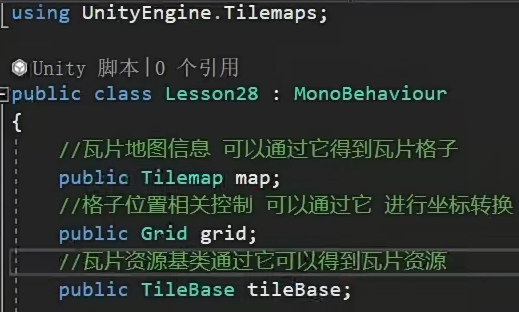 using UnityEngine.Tilemaps;
Unity 脚本|0 个引用
public class Lesson28 : MonoBehaviour
{
//瓦片地图信息 可以通过它得到瓦片格子
public Tilemap map;
//格子位置相关控制 可以通过它 进行坐标转换
public Grid grid;
//瓦片资源基类通过它可以得到瓦片资源
public TileBase tileBase;